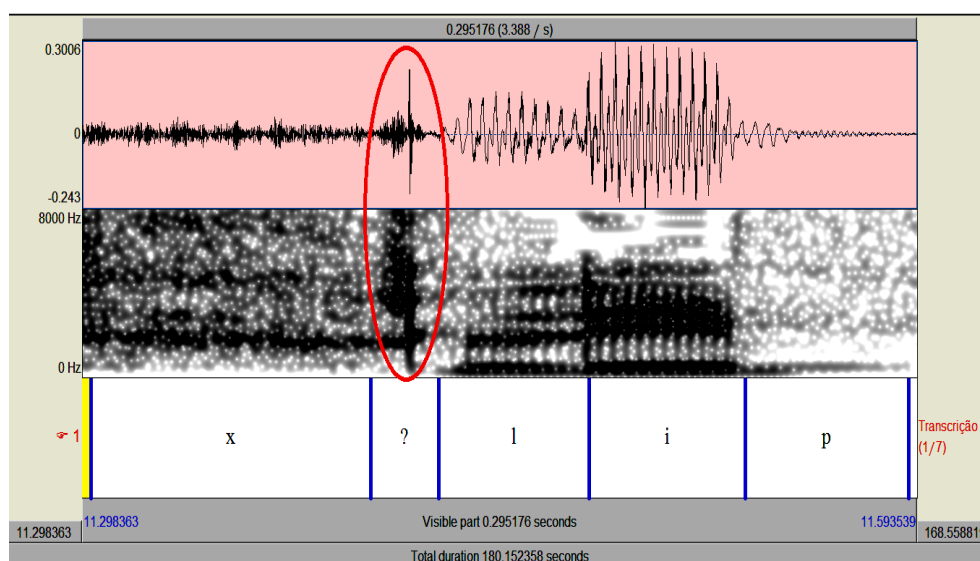 0.295176 (3.388 / s)
0.3006
0
-0.243
8000 Hz
0 Hz
☞ 1
x
?
l
i
p
Transcrição
(1/7)
11.298363
Visible part 0.295176 seconds
11.593539
11.298363
168.558819
Total duration 180.152358 seconds